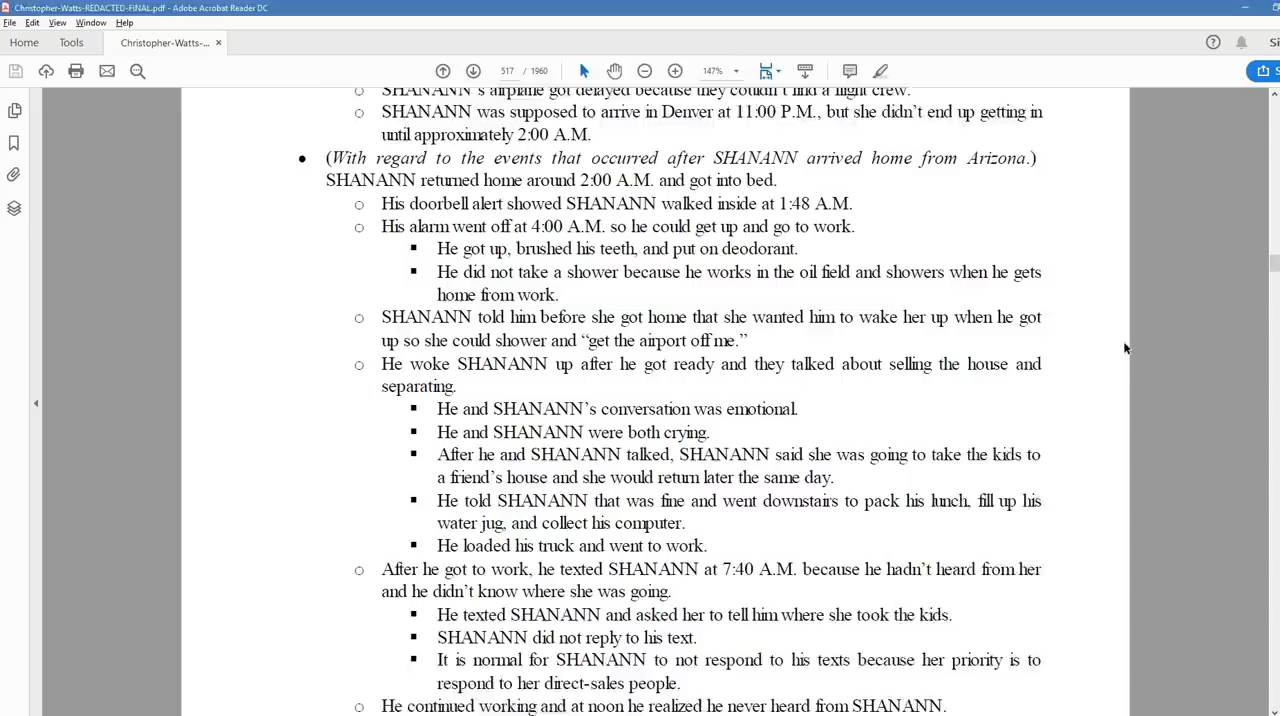 Christopher-Watts-REDACTED-FINAL.pdf - Adobe Acrobat Reader DC
File Edit View Window Help
Home Tools Christopher-Watts-... ×
517 / 1960 147%
SHANANN's airplane got delayed because they couldn't find a flight crew.
○ SHANANN was supposed to arrive in Denver at 11:00 P.M., but she didn't end up getting in
until approximately 2:00 A.M.
• (With regard to the events that occurred after SHANANN arrived home from Arizona.)
SHANANN returned home around 2:00 A.M. and got into bed.
○ His doorbell alert showed SHANANN walked inside at 1:48 A.M.
○ His alarm went off at 4:00 A.M. so he could get up and go to work.
▪ He got up, brushed his teeth, and put on deodorant.
▪ He did not take a shower because he works in the oil field and showers when he gets
home from work.
○ SHANANN told him before she got home that she wanted him to wake her up when he got
up so she could shower and “get the airport off me.”
○ He woke SHANANN up after he got ready and they talked about selling the house and
separating.
▪ He and SHANANN’s conversation was emotional.
▪ He and SHANANN were both crying.
▪ After he and SHANANN talked, SHANANN said she was going to take the kids to
a friend’s house and she would return later the same day.
▪ He told SHANANN that was fine and went downstairs to pack his lunch, fill up his
water jug, and collect his computer.
▪ He loaded his truck and went to work.
○ After he got to work, he texted SHANANN at 7:40 A.M. because he hadn’t heard from her
and he didn’t know where she was going.
▪ He texted SHANANN and asked her to tell him where she took the kids.
▪ SHANANN did not reply to his text.
▪ It is normal for SHANANN to not respond to his texts because her priority is to
respond to her direct-sales people.
○ He continued working and at noon he realized he never heard from SHANANN.